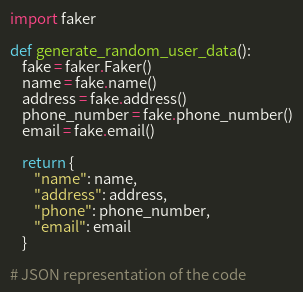 import faker

def generate_random_user_data():
    fake = faker.Faker()
    name = fake.name()
    address = fake.address()
    phone_number = fake.phone_number()
    email = fake.email()

    return {
        "name": name,
        "address": address,
        "phone": phone_number,
        "email": email
    }

# JSON representation of the code